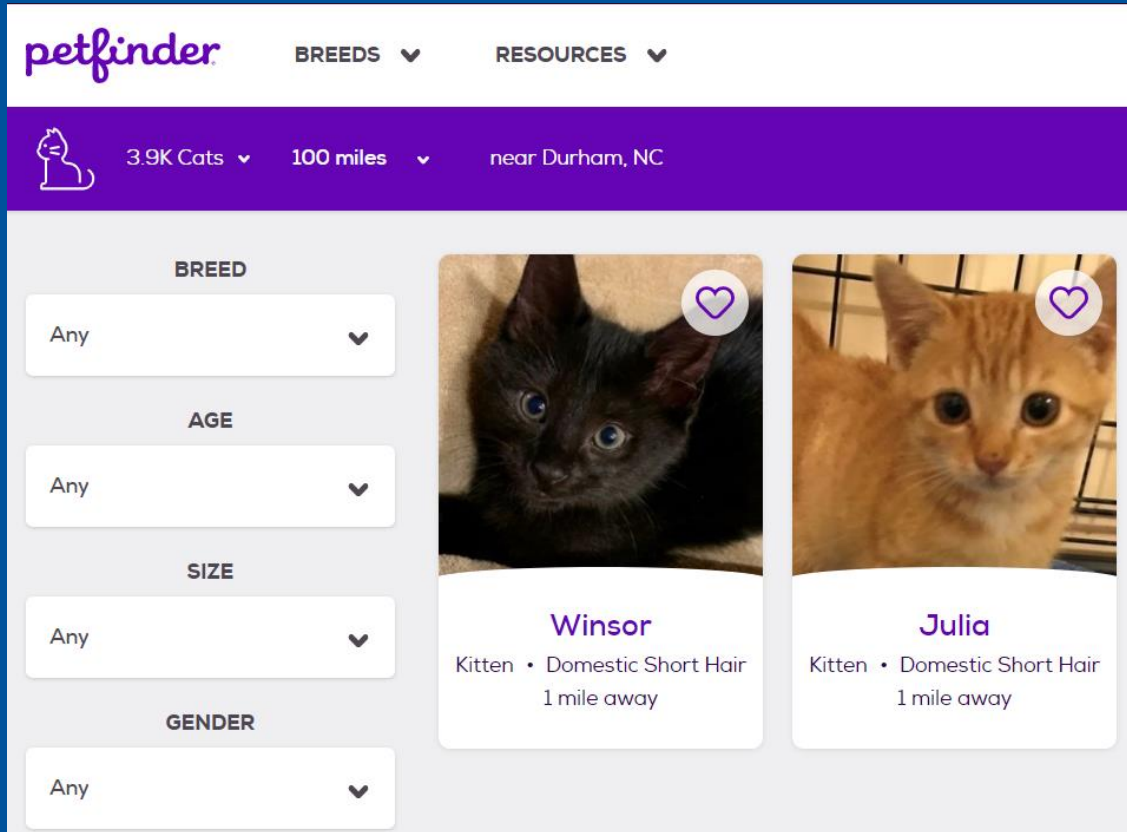 petfinder
BREEDS
RESOURCES
3.9K Cats
100 miles
near Durham, NC
BREED
Any
AGE
Any
SIZE
Any
GENDER
Any
Winsor
Kitten • Domestic Short Hair
1 mile away
Julia
Kitten • Domestic Short Hair
1 mile away